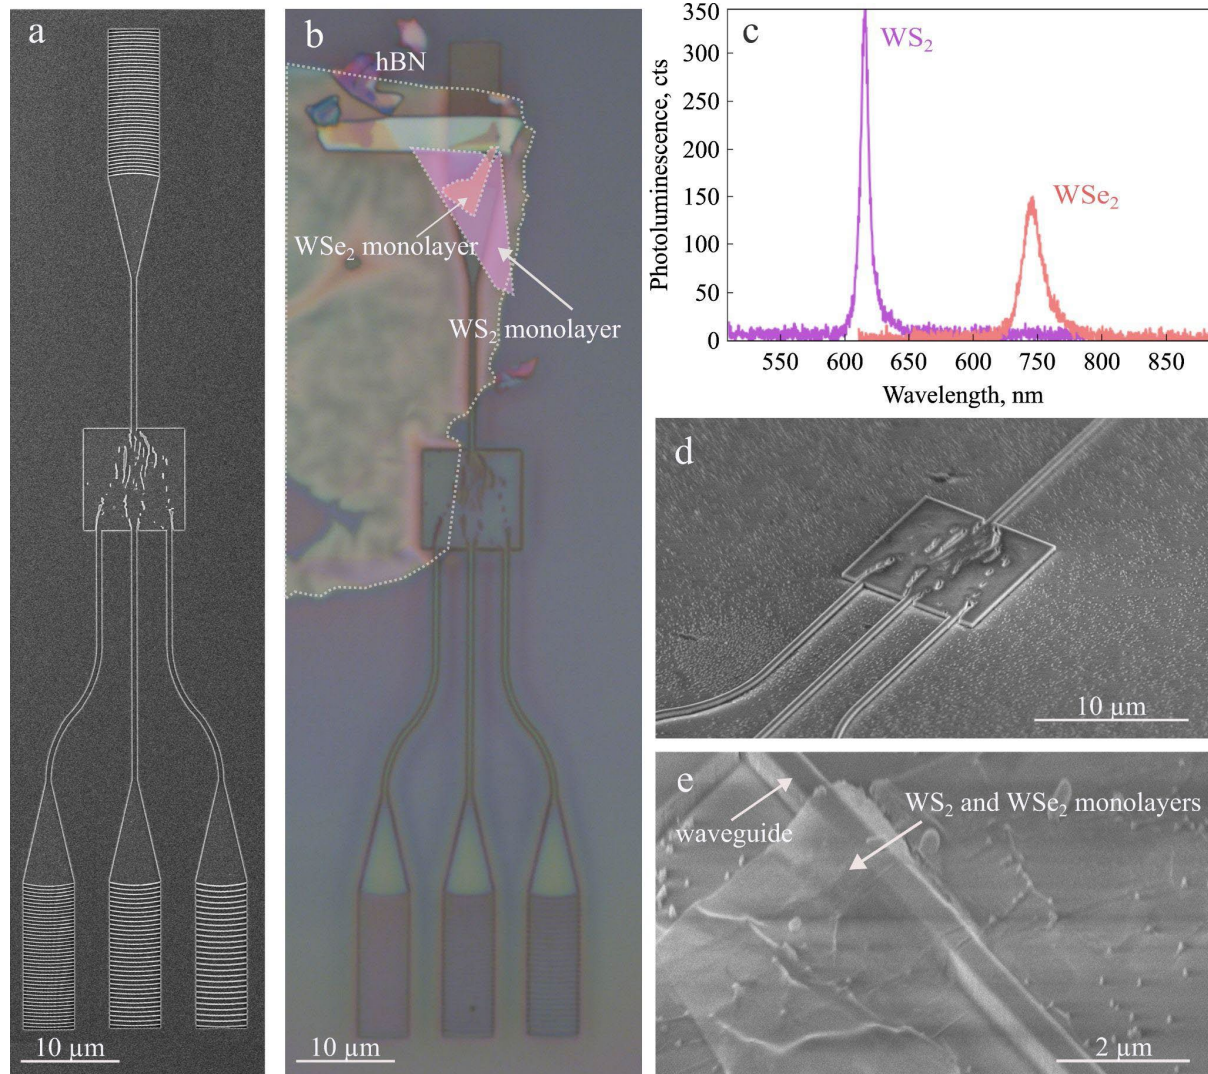 a
10 µm
b
hBN
WSe₂ monolayer
WS₂ monolayer
10 µm
c
WS₂
WSe₂
Photoluminescence, cts
350
300
250
200
150
100
50
0
550 600 650 600 750 800 850
Wavelength, nm
d
10 µm
e
WS₂ and WSe₂ monolayers
waveguide
2 µm